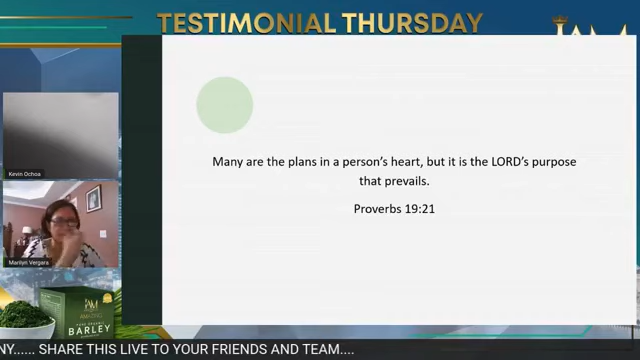 TESTIMONIAL THURSDAY
Many are the plans in a person's heart, but it is the LORD's purpose
that prevails.
Proverbs 19:21
Kevin Ochoa
Marilyn Vergara
IAM
AMAZING
BARLEY
NY...... SHARE THIS LIVE TO YOUR FRIENDS AND TEAM....